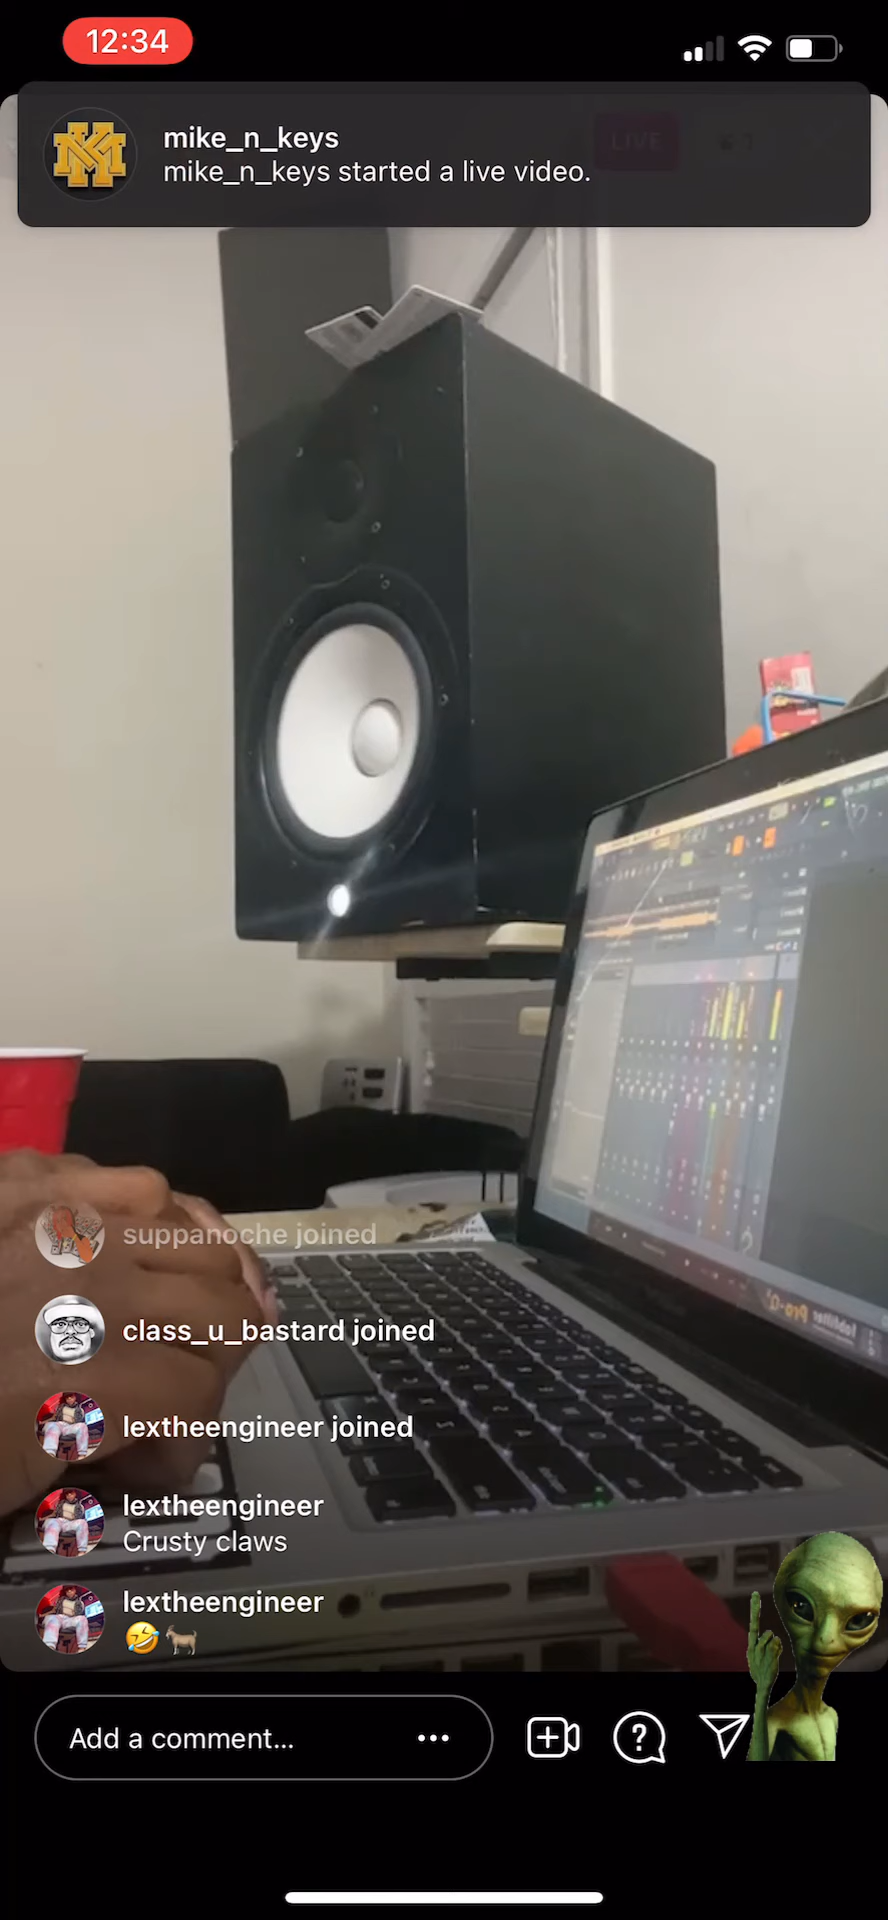 12:34
mike_n_keys
mike_n_keys started a live video.
LIVE
suppanoche joined
class_u_bastard joined
lextheengineer joined
lextheengineer
Crusty claws
lextheengineer
🤣🐐
Add a comment...